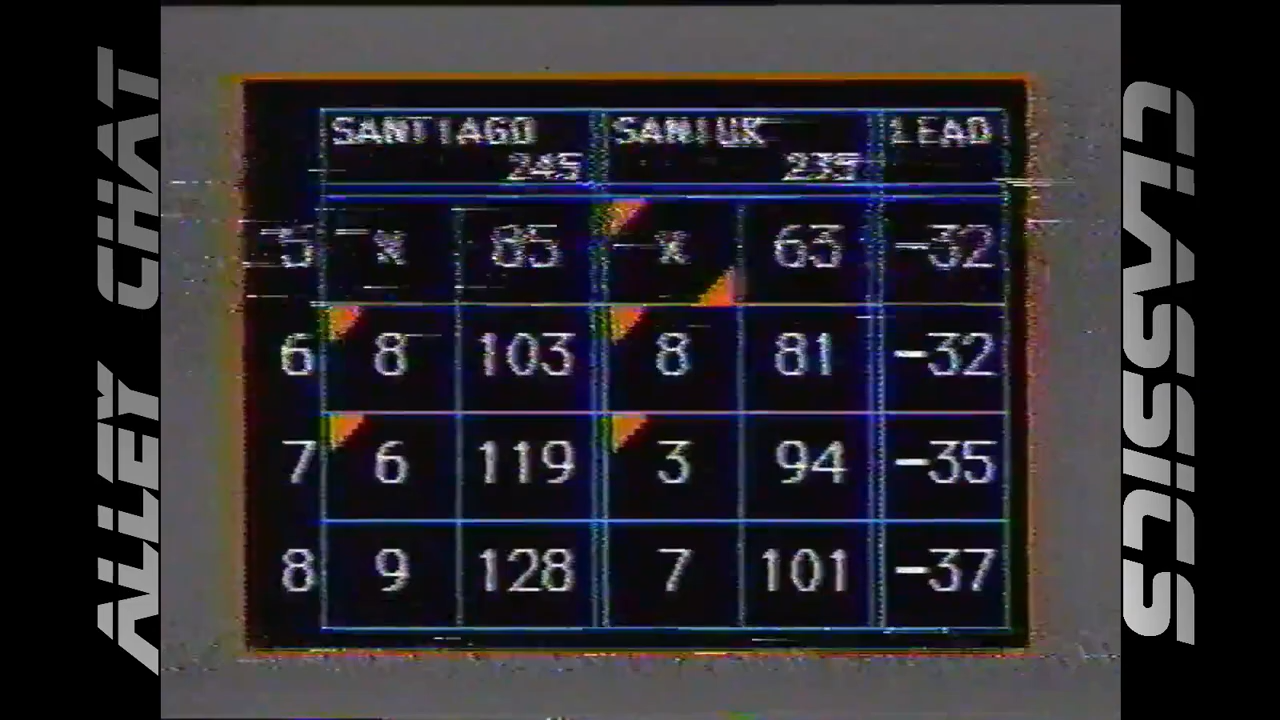 ALLEY CHAT
SANTIAGO SANIUK LEAD
245 235
5 X 85 X 63 -32
6 8 103 8 81 -32
7 6 119 3 94 -35
8 9 128 7 101 -37
CLASSICS